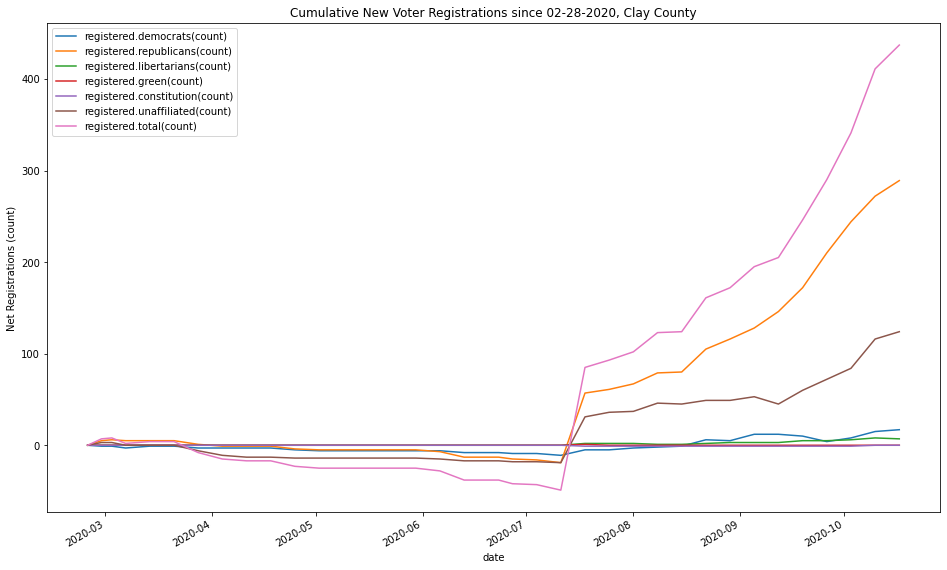 Cumulative New Voter Registrations since 02-28-2020, Clay County
registered.democrats(count)
registered.republicans(count)
registered.libertarians(count)
registered.green(count)
registered.constitution(count)
registered.unaffiliated(count)
registered.total(count)
Net Registrations (count)
400
300
200
100
0
2020-03
2020-04
2020-05
2020-06
2020-07
2020-08
2020-09
2020-10
date